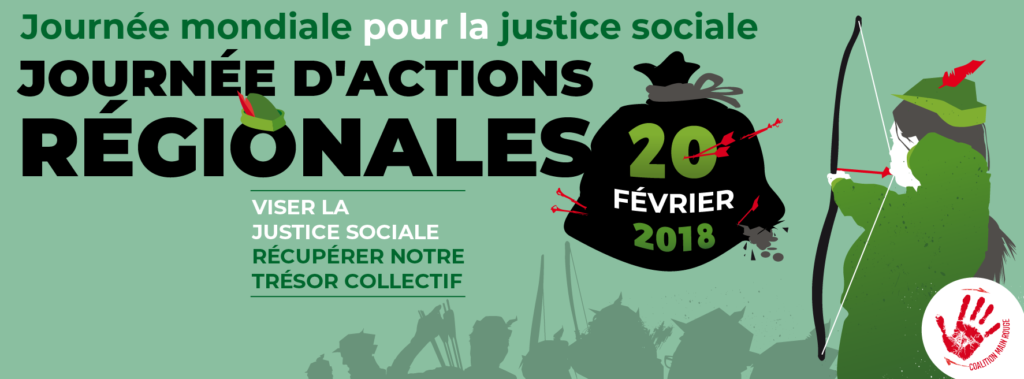 Journée mondiale pour la justice sociale
JOURNÉE D'ACTIONS
RÉGIONALES
VISER LA
JUSTICE SOCIALE
RÉCUPÉRER NOTRE
TRÉSOR COLLECTIF
20
FÉVRIER
2018
COALITION MAIN ROUGE